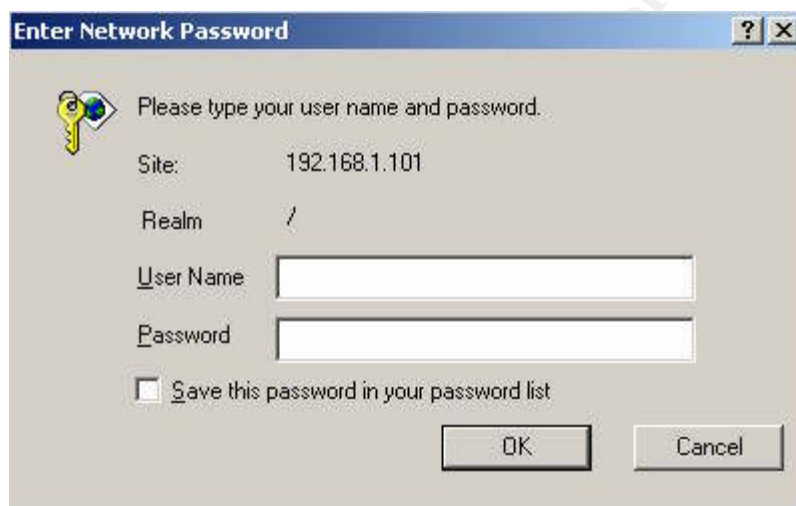 Enter Network Password
Please type your user name and password.
Site: 192.168.1.101
Realm /
User Name
Password
Save this password in your password list
OK Cancel